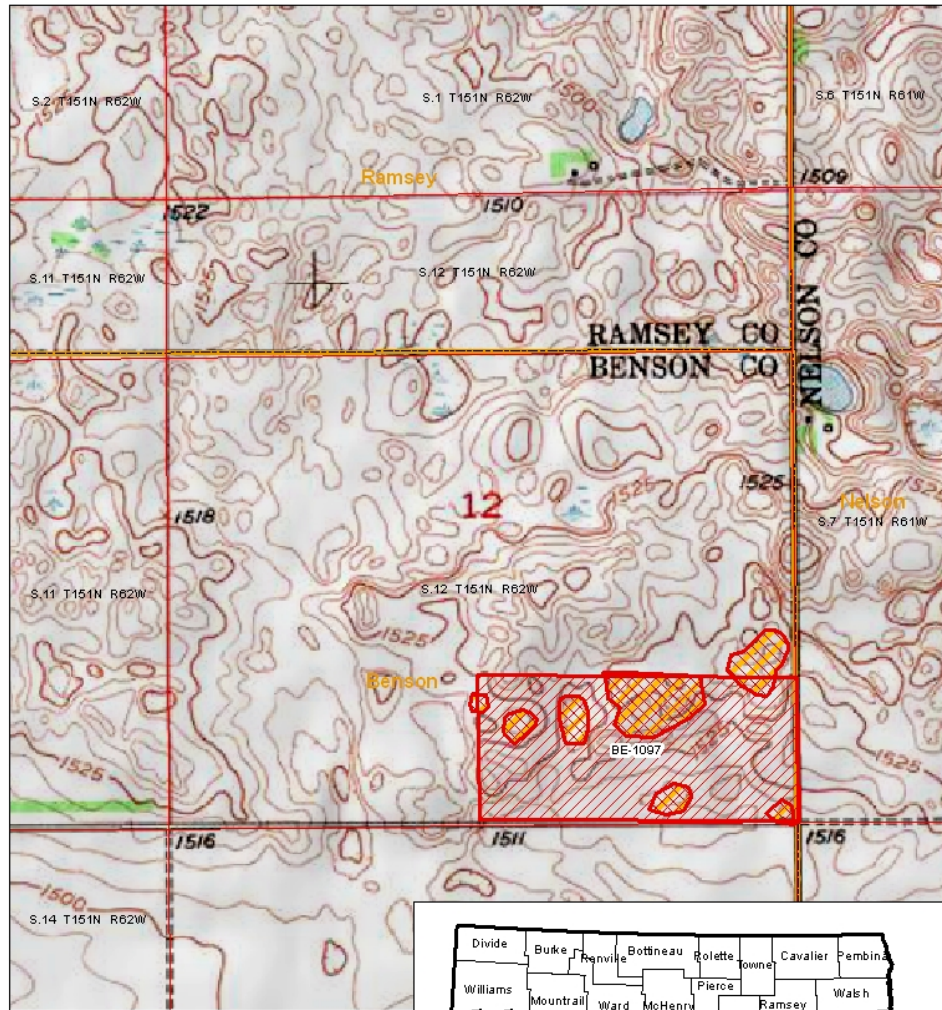 S.2 T151N R62W
S.1 T151N R62W
1500
S.6 T151N R61W
Ramsey
1509
1522
1510
NELSON CO
S.11 T151N R62W
S.12 T151N R62W
1525
RAMSEY CO
BENSON CO
1525
12
Nelson
1518
1525
S.7 T151N R61W
S.11 T151N R62W
S.12 T151N R62W
1525
Benson
BE-1097
1525
1525
1525
1516
1511
1516
1500
S.14 T151N R62W
Divide
Burke
Renville
Bottineau
Rolette
Towner
Cavalier
Pembina
Williams
Mountrail
Ward
McHenry
Pierce
Ramsey
Walsh